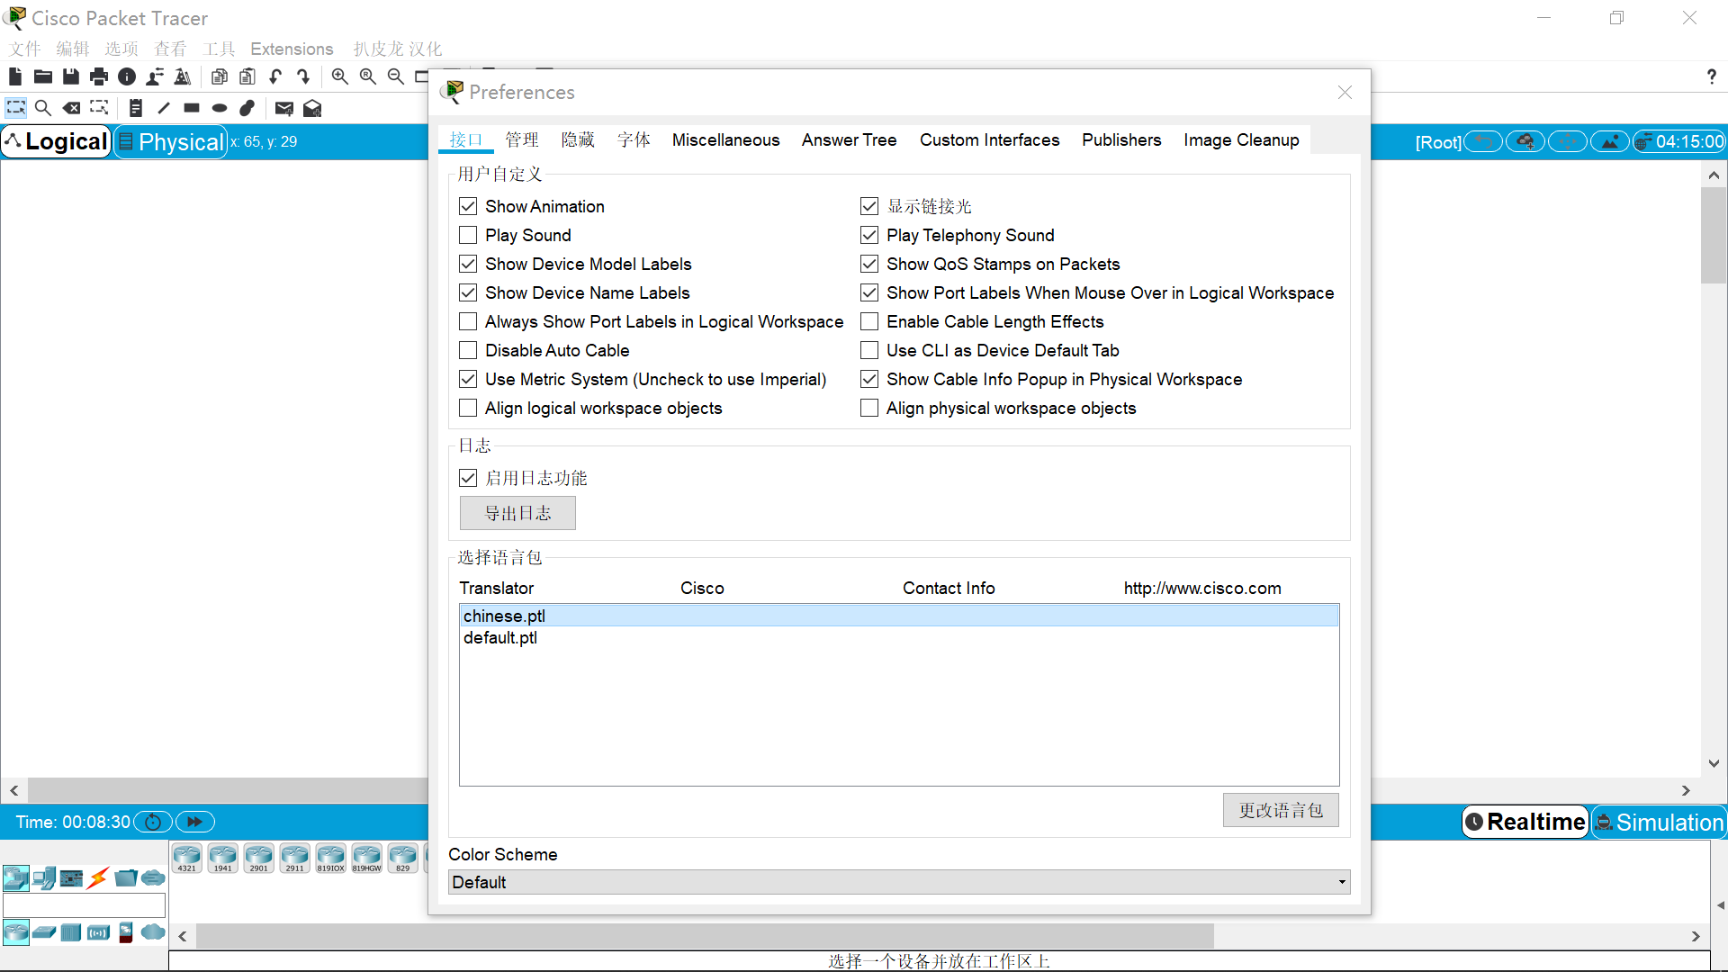 Cisco Packet Tracer
文件 编辑 选项 查看 工具 Extensions 扒皮龙 汉化
?
Preferences
Logical Physical x: 65, y: 29
[Root] 04:15:00
接口 管理 隐藏 字体 Miscellaneous Answer Tree Custom Interfaces Publishers Image Cleanup
用户自定义
Show Animation 显示链接光
Play Sound Play Telephony Sound
Show Device Model Labels Show QoS Stamps on Packets
Show Device Name Labels Show Port Labels When Mouse Over in Logical Workspace
Always Show Port Labels in Logical Workspace Enable Cable Length Effects
Disable Auto Cable Use CLI as Device Default Tab
Use Metric System (Uncheck to use Imperial) Show Cable Info Popup in Physical Workspace
Align logical workspace objects Align physical workspace objects
日志
启用日志功能
导出日志
选择语言包
Translator Cisco Contact Info http://www.cisco.com
chinese.ptl
default.ptl
更改语言包
Time: 00:08:30 Realtime Simulation
Color Scheme
Default
4321 1941 2901 2911 819IOX 819HGW 829
选择一个设备并放在工作区上